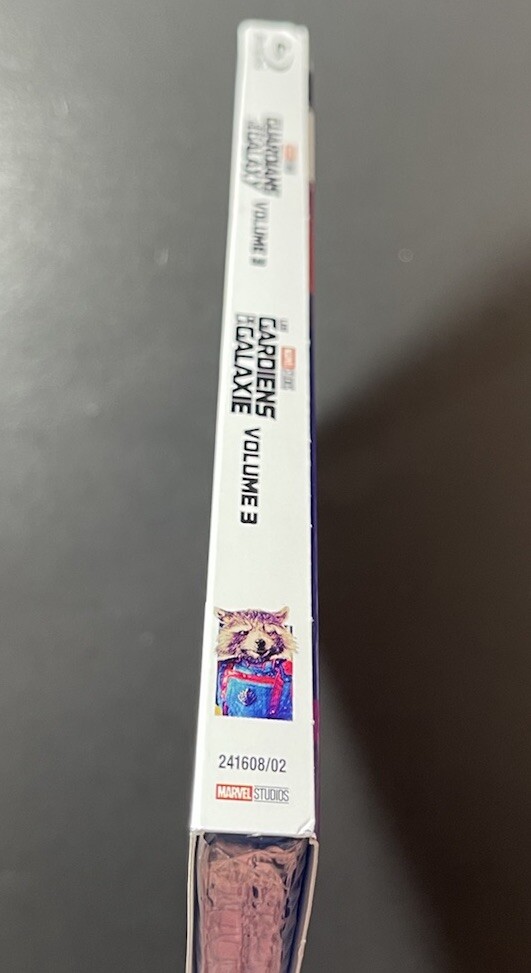 GUARDIANS
OF THE GALAXY
VOLUME 3
LES
GARDIENS
DE LA GALAXIE
VOLUME 3
MARVEL STUDIOS
241608/02
MARVEL STUDIOS